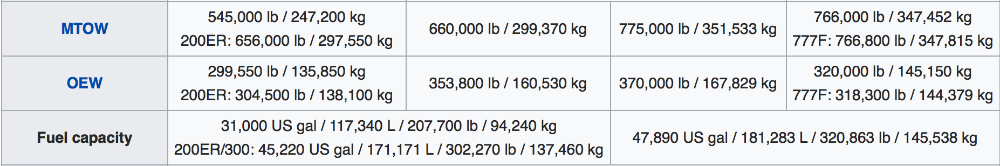 MTOW
545,000 lb / 247,200 kg
200ER: 656,000 lb / 297,550 kg
660,000 lb / 299,370 kg
775,000 lb / 351,533 kg
766,000 lb / 347,452 kg
777F: 766,800 lb / 347,815 kg
OEW
299,550 lb / 135,850 kg
200ER: 304,500 lb / 138,100 kg
353,800 lb / 160,530 kg
370,000 lb / 167,829 kg
320,000 lb / 145,150 kg
777F: 318,300 lb / 144,379 kg
Fuel capacity
31,000 US gal / 117,340 L / 207,700 lb / 94,240 kg
200ER/300: 45,220 US gal / 171,171 L / 302,270 lb / 137,460 kg
47,890 US gal / 181,283 L / 320,863 lb / 145,538 kg